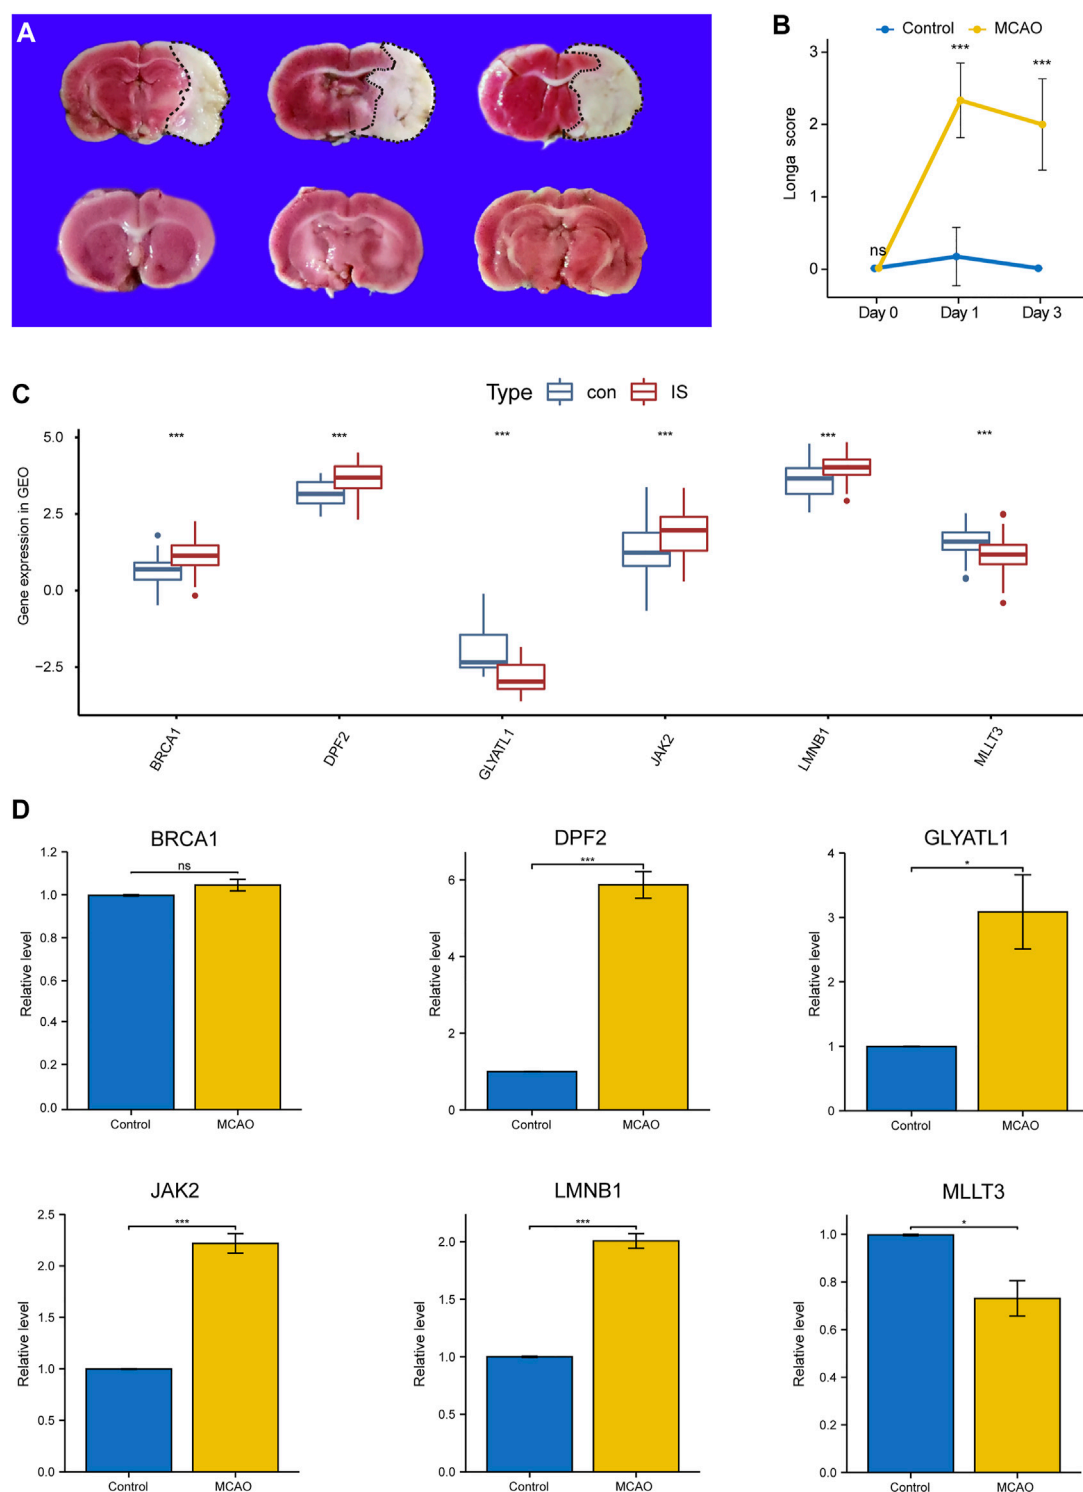 A
B
Control MCAO
3
2
1
0
Longa score
***
***
ns
Day 0 Day 1 Day 3
C
Type con IS
5.0
2.5
0.0
−2.5
Gene expression in GEO
*** *** *** *** *** ***
BRCA1 DPF2 GLYATL1 JAK2 LMNB1 MLLT3
D
BRCA1
1.2
1.0
0.8
0.6
0.4
0.2
0.0
Relative level
ns
Control MCAO
DPF2
6
4
2
0
Relative level
***
Control MCAO
GLYATL1
4
3
2
1
0
Relative level
*
Control MCAO
JAK2
2.5
2.0
1.5
1.0
0.5
0.0
Relative level
***
Control MCAO
LMNB1
2.0
1.5
1.0
0.5
0.0
Relative level
***
Control MCAO
MLLT3
1.0
0.8
0.6
0.4
0.2
0.0
Relative level
*
Control MCAO